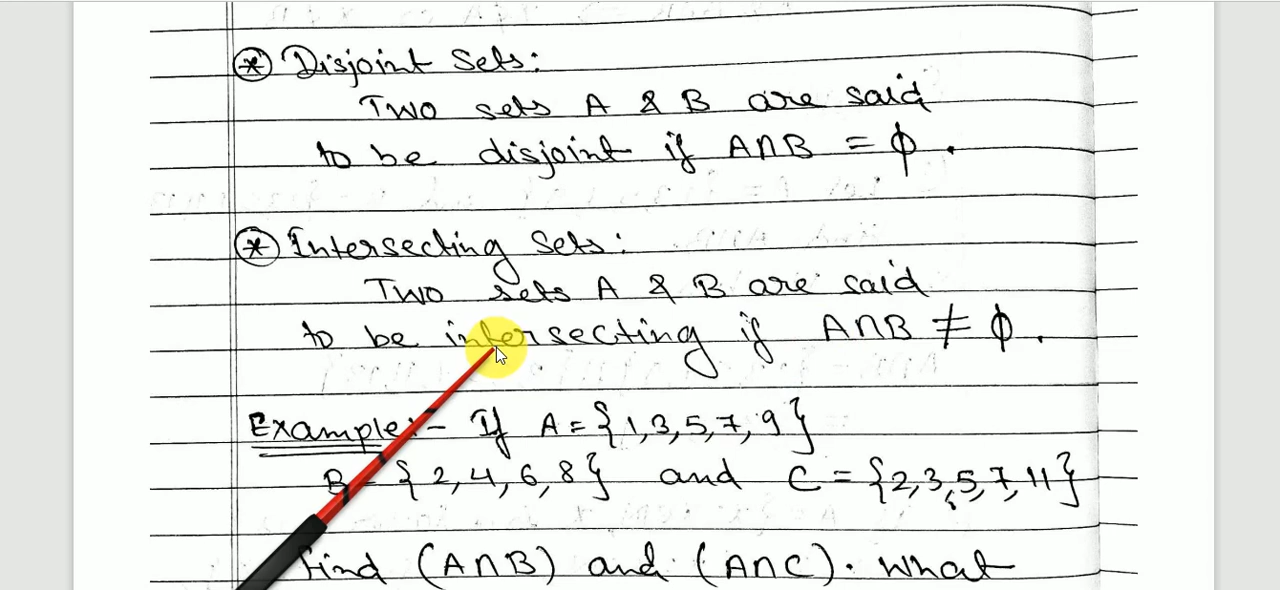 * Disjoint Sets:
Two sets A & B are said
to be disjoint if A∩B = ϕ.
* Intersecting Sets:
Two sets A & B are said
to be intersecting if A∩B ≠ ϕ.
Example:- If A = {1,3,5,7,9}
B = {2,4,6,8} and C = {2,3,5,7,11}
find (A∩B) and (A∩C). What